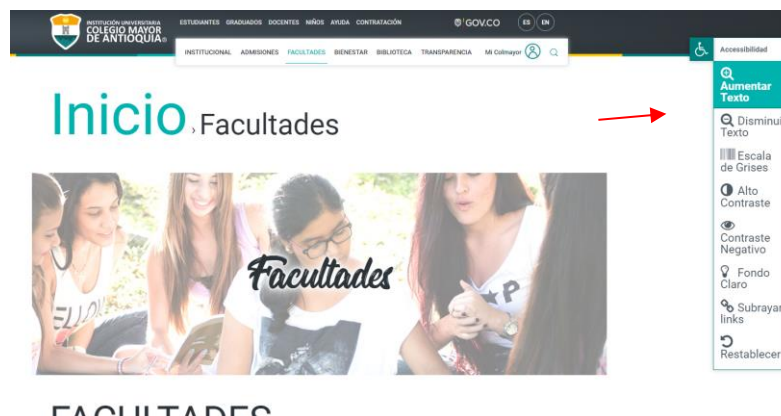 INSTITUCIÓN UNIVERSITARIA
COLEGIO MAYOR
DE ANTIOQUIA®
ESTUDIANTES GRADUADOS DOCENTES NIÑOS AYUDA CONTRATACIÓN
GOV.CO
ES EN
INSTITUCIONAL ADMISIONES FACULTADES BIENESTAR BIBLIOTECA TRANSPARENCIA Mi Colmayor
Inicio › Facultades
Facultades
FACULTADES
Accessibilidad
Aumentar
Texto
Disminui
Texto
Escala
de Grises
Alto
Contraste
Contraste
Negativo
Fondo
Claro
Subrayar
links
Restablecer